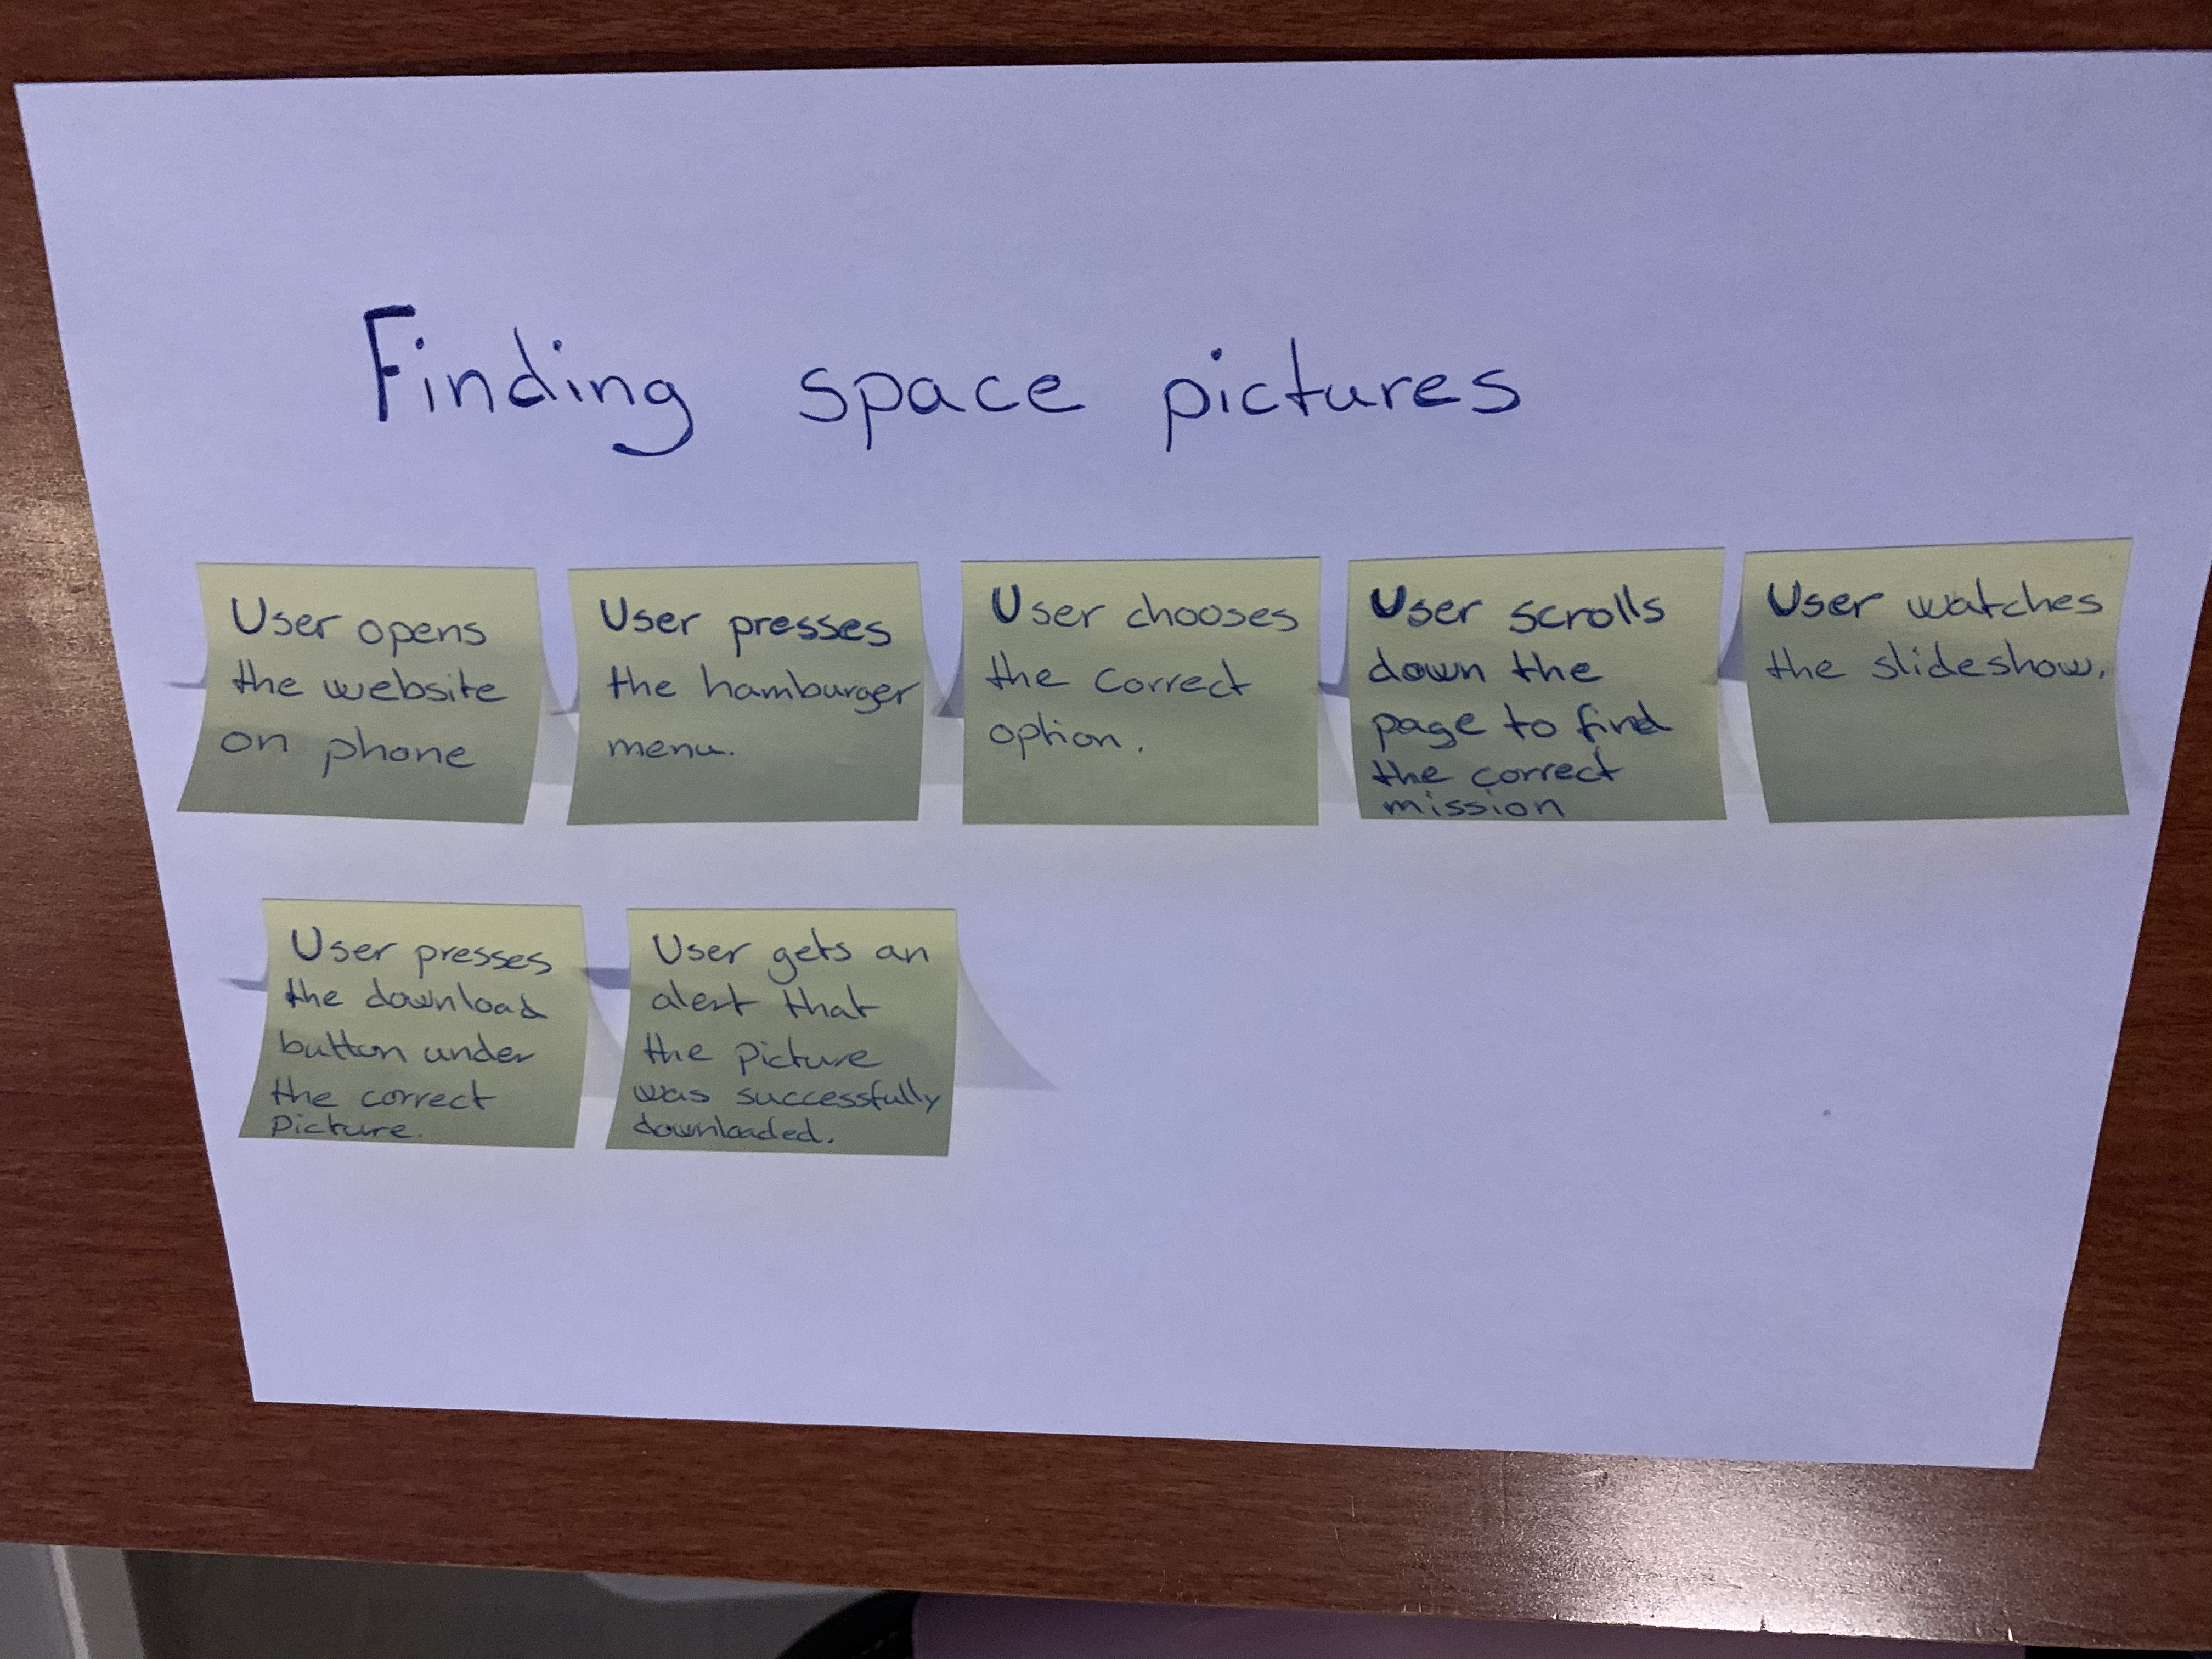 Finding space pictures
User opens
the website
on phone
User presses
the hamburger
menu.
User chooses
the correct
option.
User scrolls
down the
page to find
the correct
mission
User watches
the slideshow.
User presses
the download
button under
the correct
Picture.
User gets an
alert that
the picture
was successfully
downloaded.